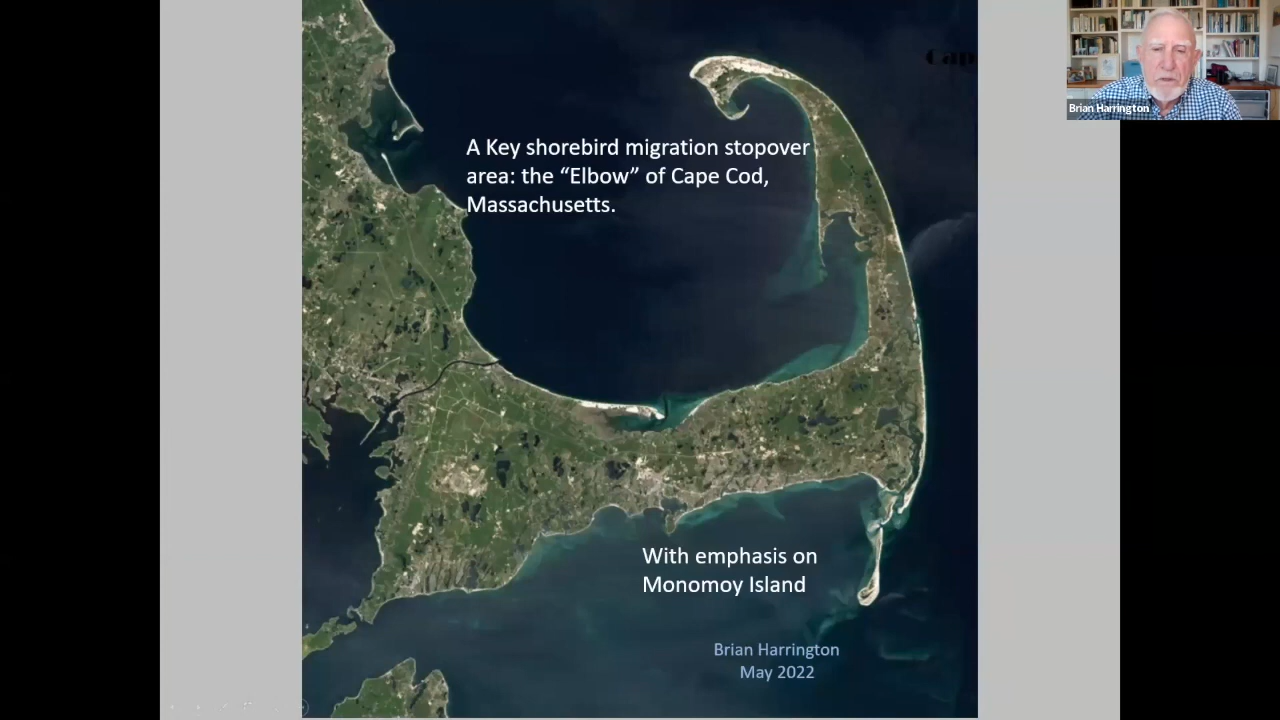 Cap
A Key shorebird migration stopover
area: the “Elbow” of Cape Cod,
Massachusetts.
With emphasis on
Monomoy Island
Brian Harrington
May 2022
Brian Harrington